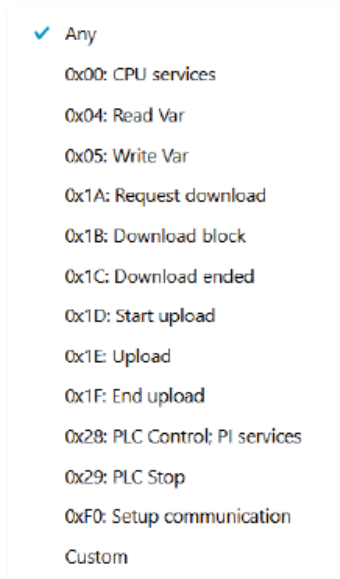 Any
0x00: CPU services
0x04: Read Var
0x05: Write Var
0x1A: Request download
0x1B: Download block
0x1C: Download ended
0x1D: Start upload
0x1E: Upload
0x1F: End upload
0x28: PLC Control; PI services
0x29: PLC Stop
0xF0: Setup communication
Custom